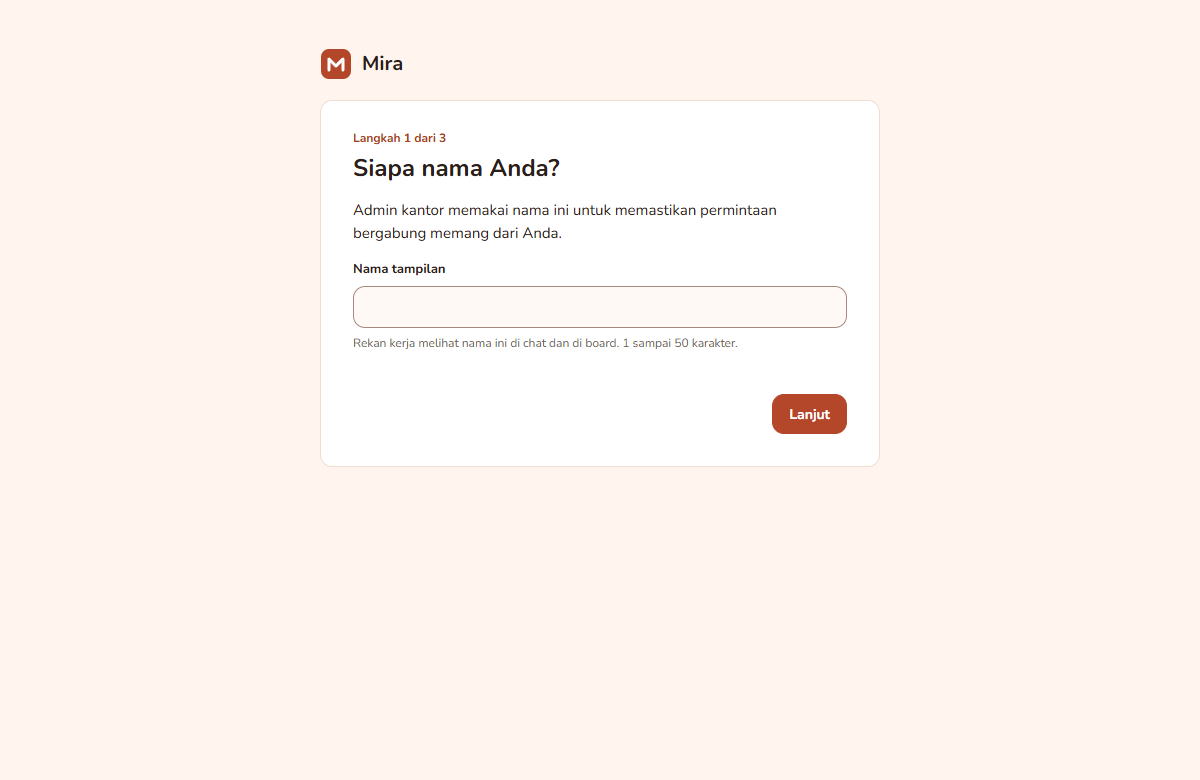 Mira
Langkah 1 dari 3
Siapa nama Anda?
Admin kantor memakai nama ini untuk memastikan permintaan
bergabung memang dari Anda.
Nama tampilan
Rekan kerja melihat nama ini di chat dan di board. 1 sampai 50 karakter.
Lanjut